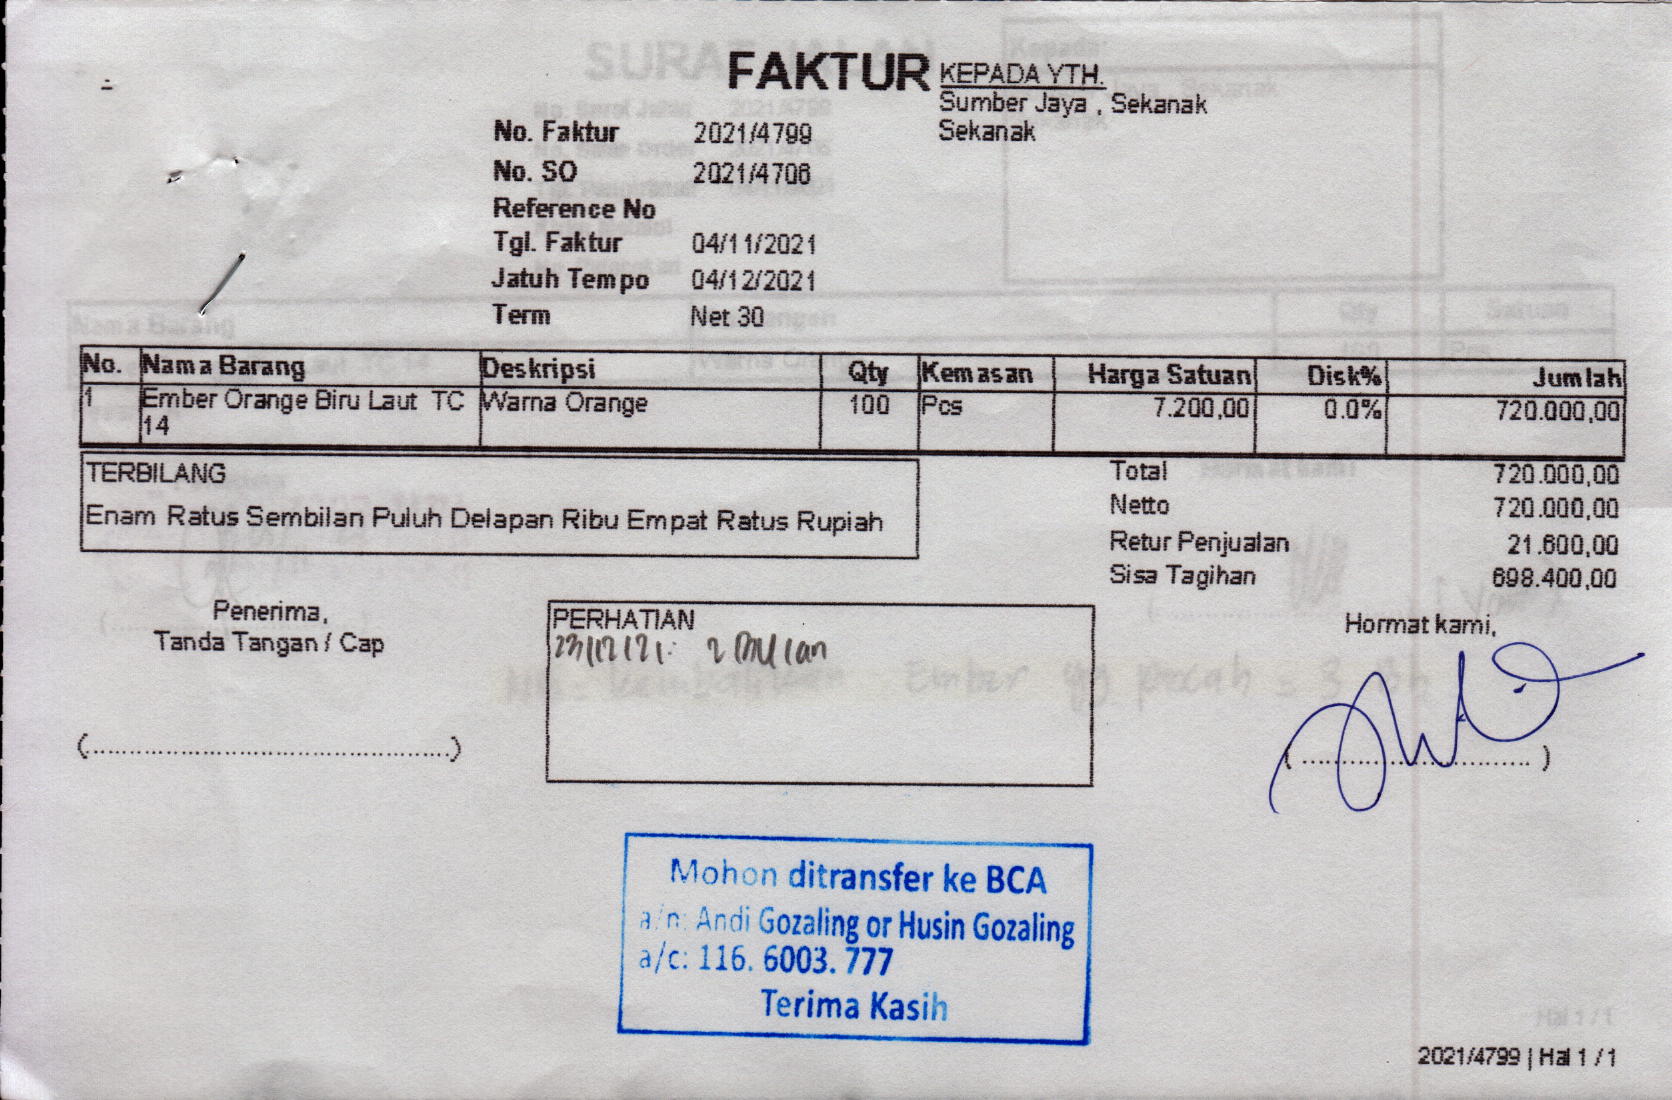 FAKTUR
KEPADA YTH.
Sumber Jaya , Sekanak
Sekanak
No. Faktur 2021/4799
No. SO 2021/4706
Reference No
Tgl. Faktur 04/11/2021
Jatuh Tempo 04/12/2021
Term Net 30
No. Nama Barang Deskripsi Qty Kemasan Harga Satuan Disk% Jumlah
1 Ember Orange Biru Laut TC Warna Orange 100 Pcs 7.200,00 0.0% 720.000,00
14
TERBILANG
Enam Ratus Sembilan Puluh Delapan Ribu Empat Ratus Rupiah
Total 720.000,00
Netto 720.000,00
Retur Penjualan 21.600,00
Sisa Tagihan 698.400,00
Penerima,
Tanda Tangan / Cap
(................................................)
PERHATIAN
23/12/21: 2 Bulan
Hormat kami,
(................................)
Mohon ditransfer ke BCA
a/n: Andi Gozaling or Husin Gozaling
a/c: 116. 6003. 777
Terima Kasih
2021/4799 | Hal 1 / 1